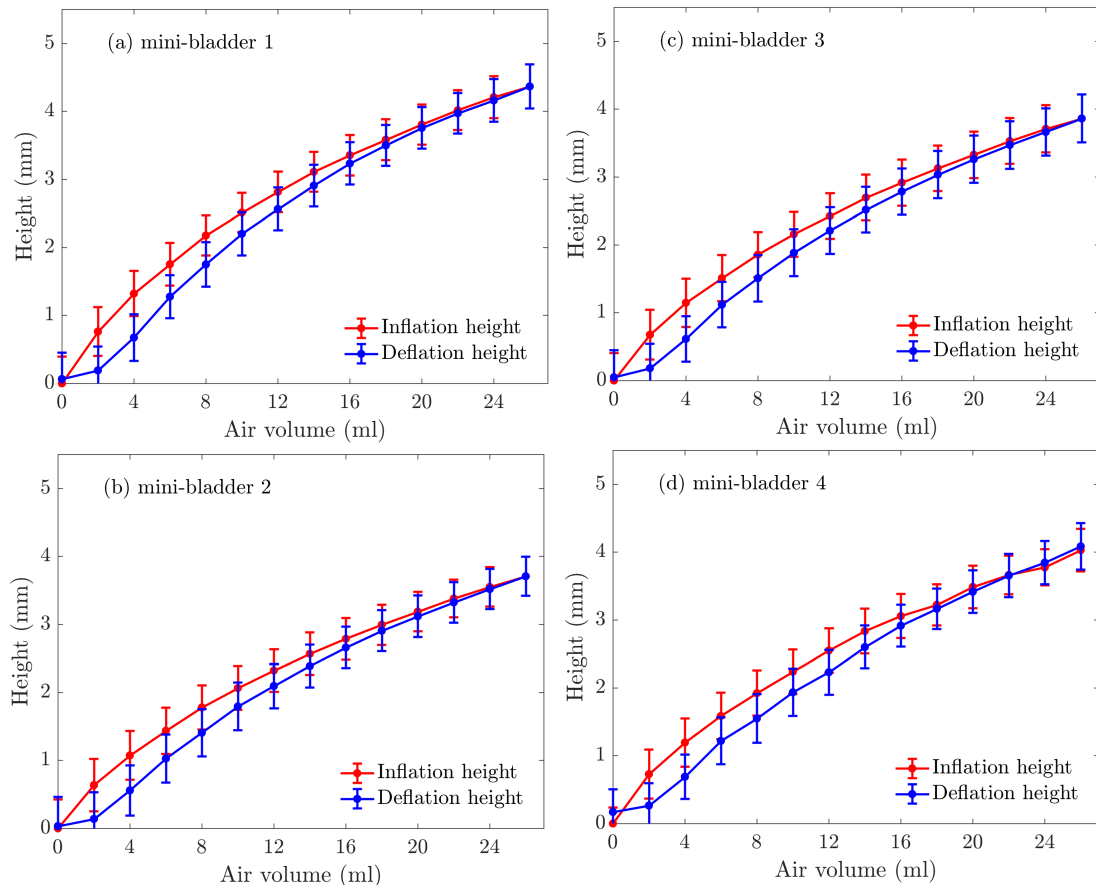 (a) mini-bladder 1
Height (mm)
5
4
3
2
1
0
Inflation height
Deflation height
0 4 8 12 16 20 24
Air volume (ml)
(c) mini-bladder 3
Height (mm)
5
4
3
2
1
0
Inflation height
Deflation height
0 4 8 12 16 20 24
Air volume (ml)
(b) mini-bladder 2
Height (mm)
5
4
3
2
1
0
Inflation height
Deflation height
0 4 8 12 16 20 24
Air volume (ml)
(d) mini-bladder 4
Height (mm)
5
4
3
2
1
0
Inflation height
Deflation height
0 4 8 12 16 20 24
Air volume (ml)